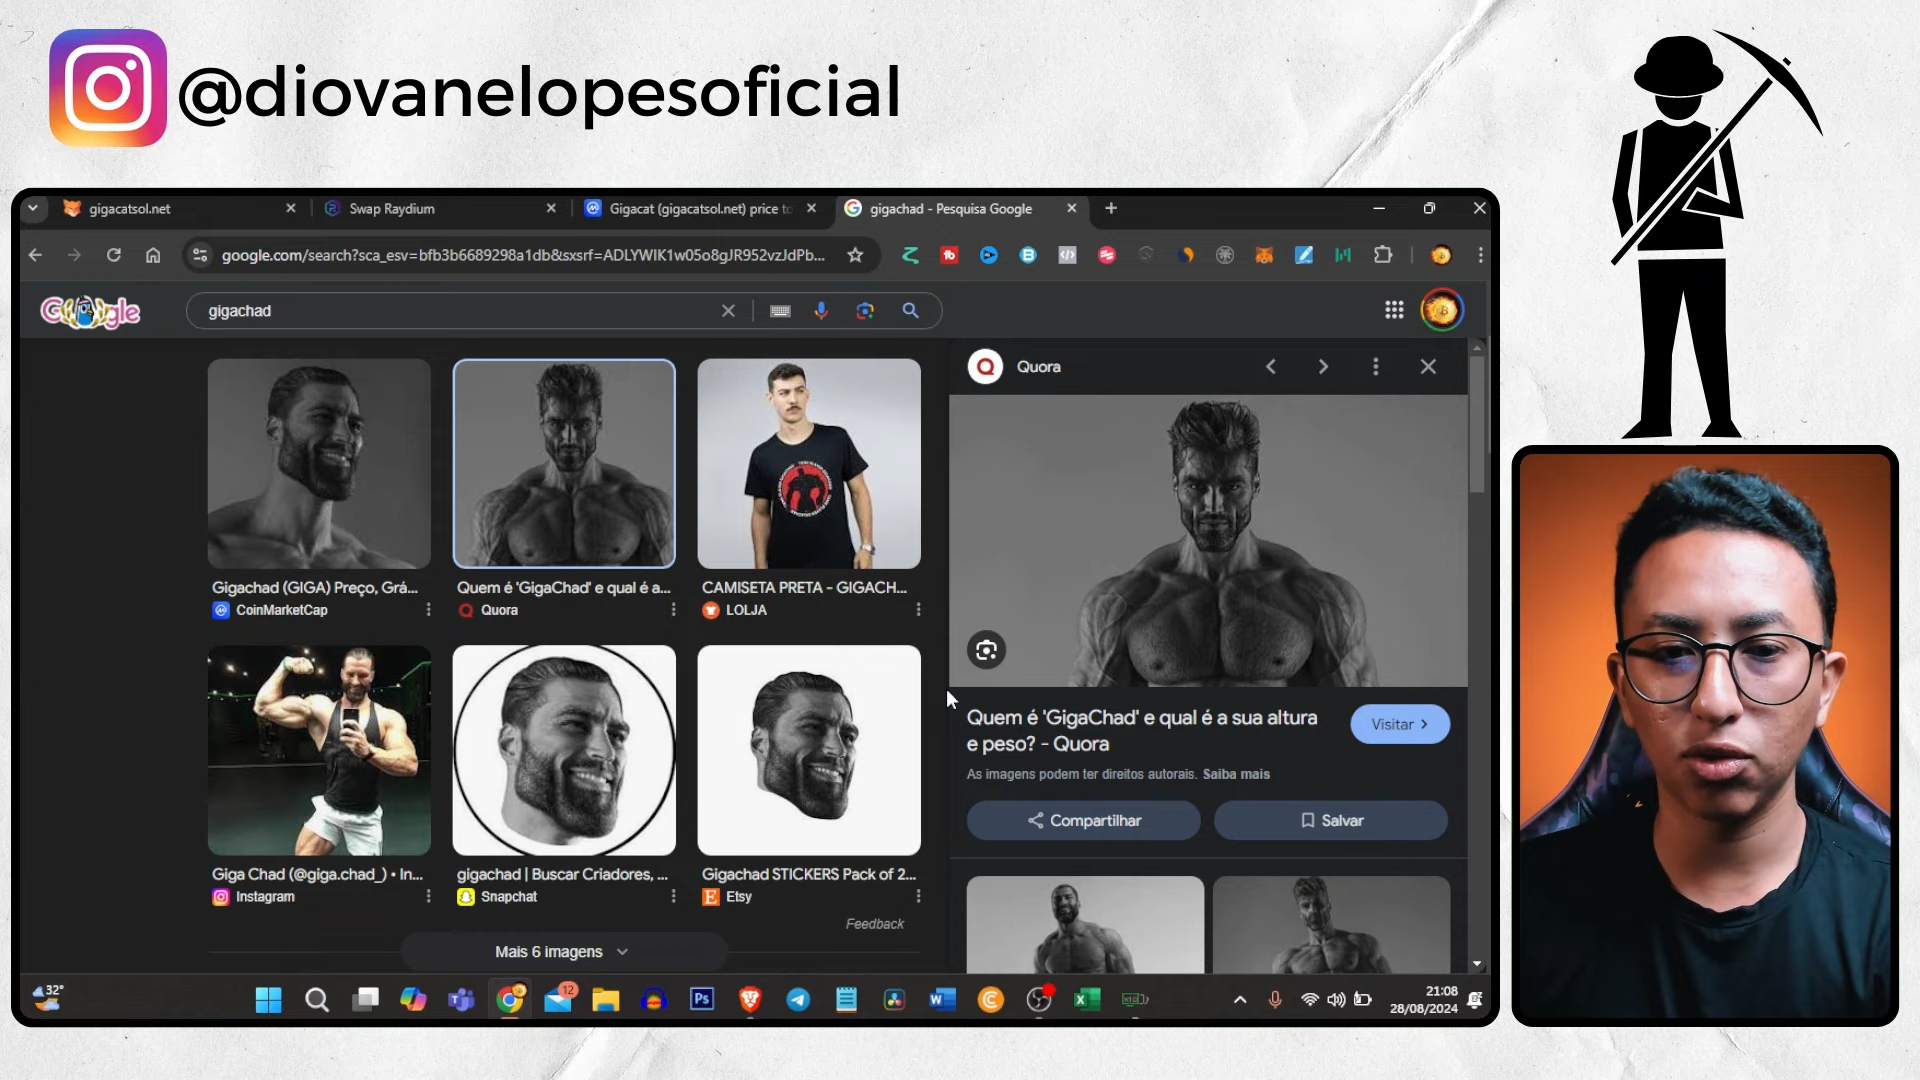 @diovanelopesoficial
gigacatsol.net
Swap Raydium
Gigacat (gigacatsol.net) price to
gigachad - Pesquisa Google
google.com/search?sca_esv=bfb3b6689298a1db&sxsrf=ADLYWIK1w05o8gJR952vzJdPb...
Google
gigachad
Quora
Gigachad (GIGA) Preço, Grá...
CoinMarketCap
Quem é 'GigaChad' e qual é a...
Quora
CAMISETA PRETA - GIGACH...
LOLJA
Quem é 'GigaChad' e qual é a sua altura
e peso? - Quora
Visitar
As imagens podem ter direitos autorais. Saiba mais
Compartilhar
Salvar
Giga Chad (@giga.chad_) • In...
Instagram
gigachad | Buscar Criadores, ...
Snapchat
Gigachad STICKERS Pack of 2...
Etsy
Feedback
Mais 6 imagens
32°
12
Ps
21:08
28/08/2024